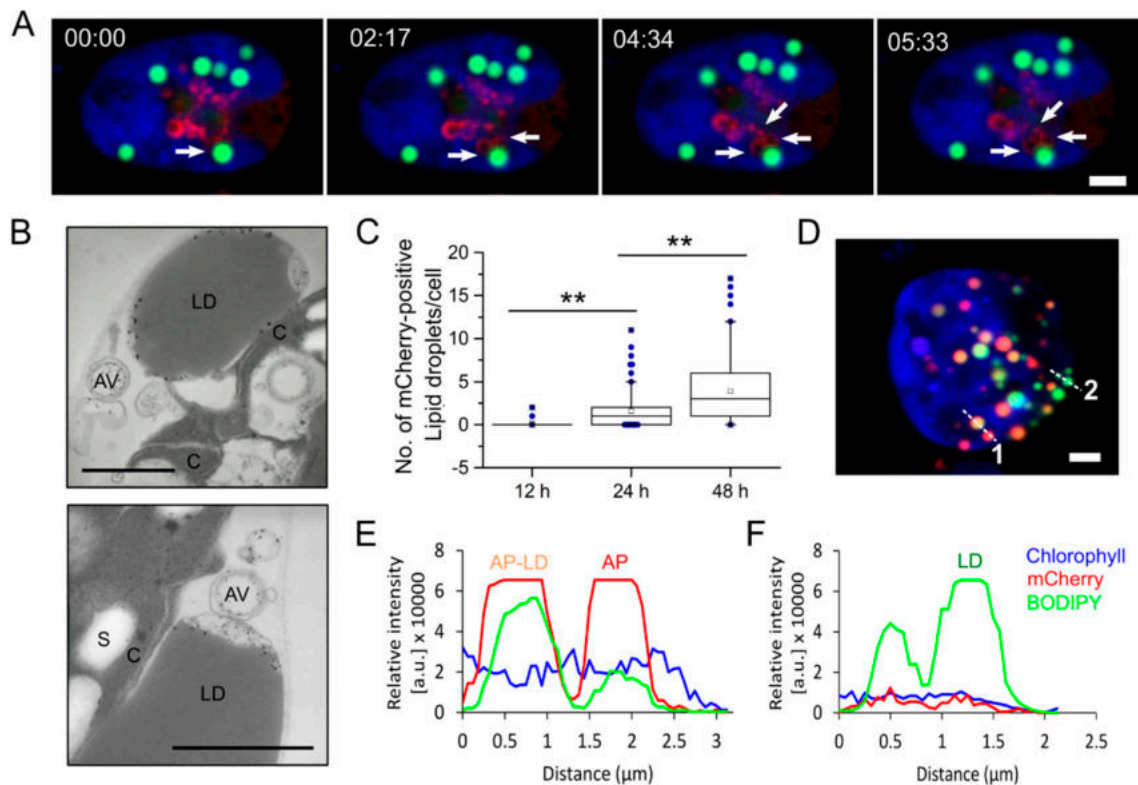 A
00:00
02:17
04:34
05:33
B
LD
C
AV
C
AV
S
C
LD
C
No. of mCherry-positive
Lipid droplets/cell
20
15
10
5
0
-5
**
**
12 h
24 h
48 h
D
1
2
E
AP-LD
AP
Relative intensity
[a.u.] x 10000
8
6
4
2
0
0
0.5
1
1.5
2
2.5
3
Distance (µm)
F
LD
Chlorophyll
mCherry
BODIPY
Relative intensity
[a.u.] x 10000
8
6
4
2
0
0
0.5
1
1.5
2
2.5
Distance (µm)